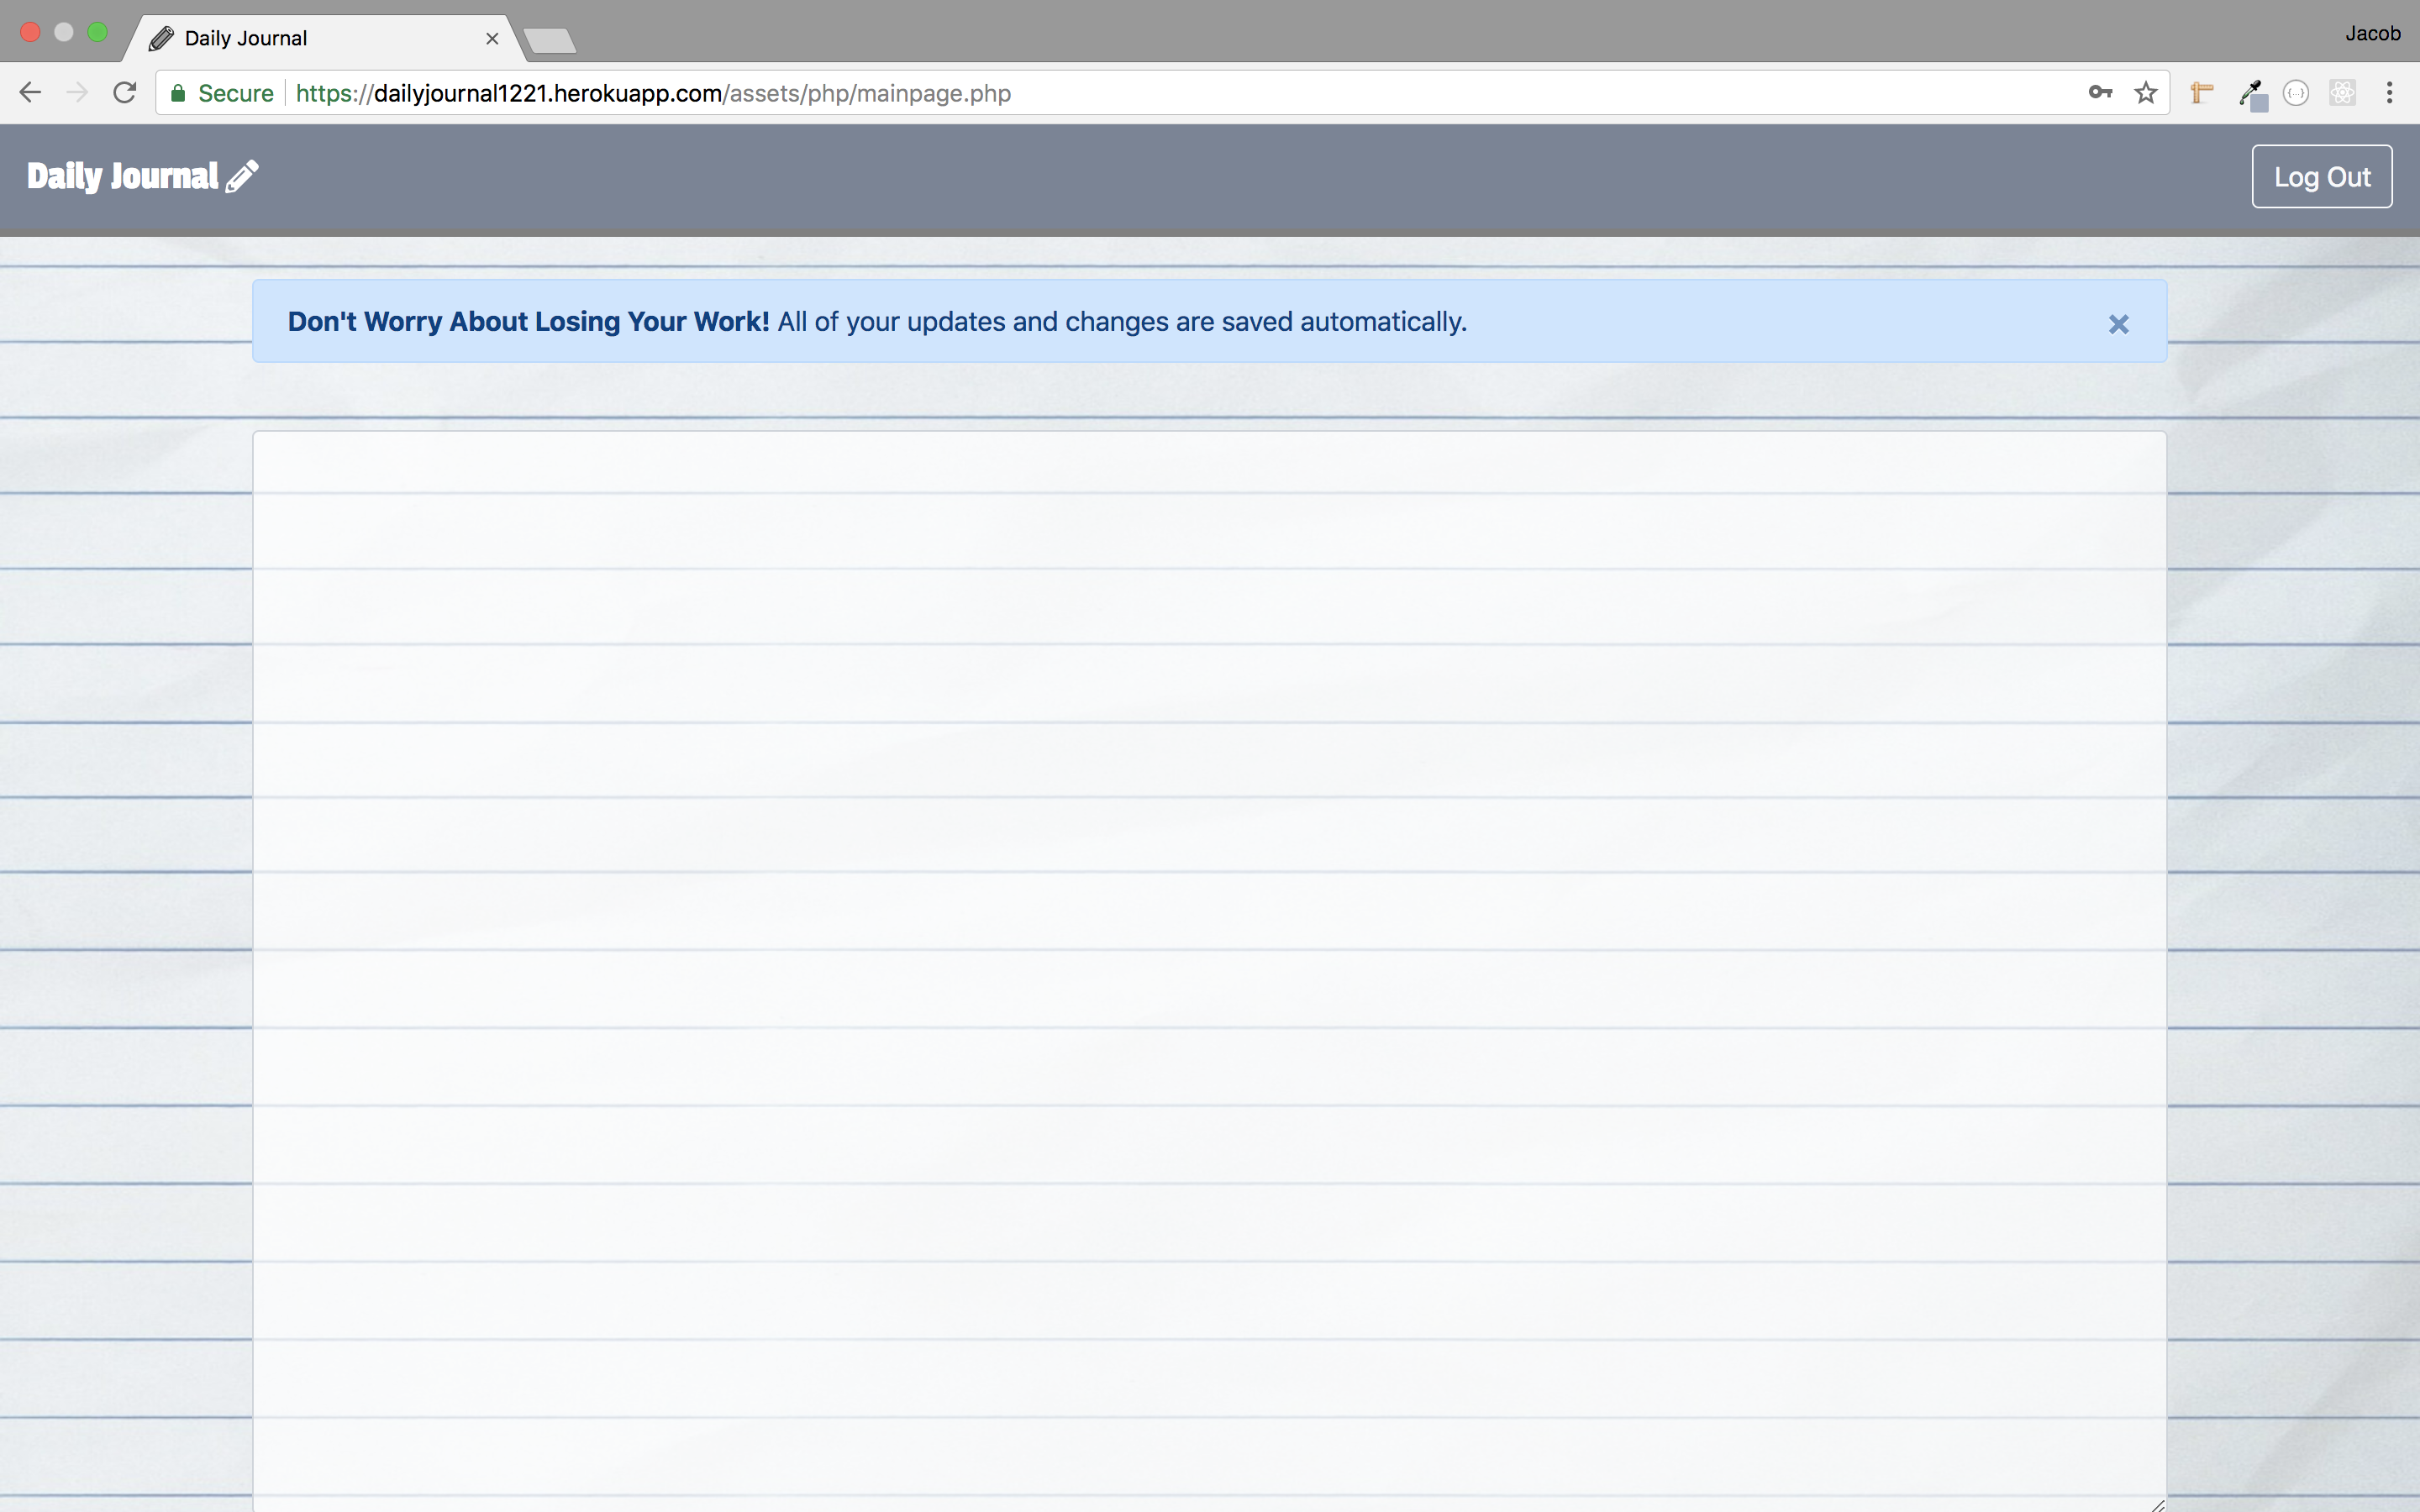 Daily Journal
Jacob
Secure https://dailyjournal1221.herokuapp.com/assets/php/mainpage.php
Daily Journal
Log Out
Don't Worry About Losing Your Work! All of your updates and changes are saved automatically.